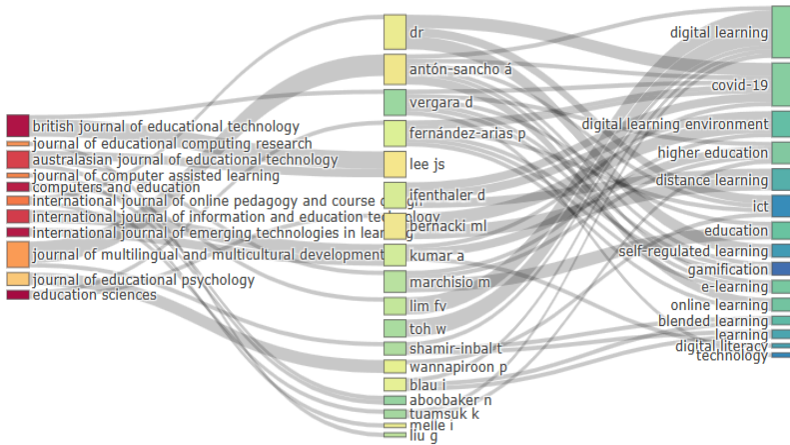 british journal of educational technology
journal of educational computing research
australasian journal of educational technology
journal of computer assisted learning
computers and education
international journal of online pedagogy and course design
international journal of information and education technology
international journal of emerging technologies in learning
journal of multilingual and multicultural development
journal of educational psychology
education sciences
dr
antón-sancho á
vergara d
fernández-arias p
lee js
ifenthaler d
bernacki ml
kumar a
marchisio m
lim fv
toh w
shamir-inbal t
wannapiroon p
blau i
aboobaker n
tuamsuk k
melle i
liu g
digital learning
covid-19
digital learning environment
higher education
distance learning
ict
education
self-regulated learning
gamification
e-learning
online learning
blended learning
learning
digital literacy
technology